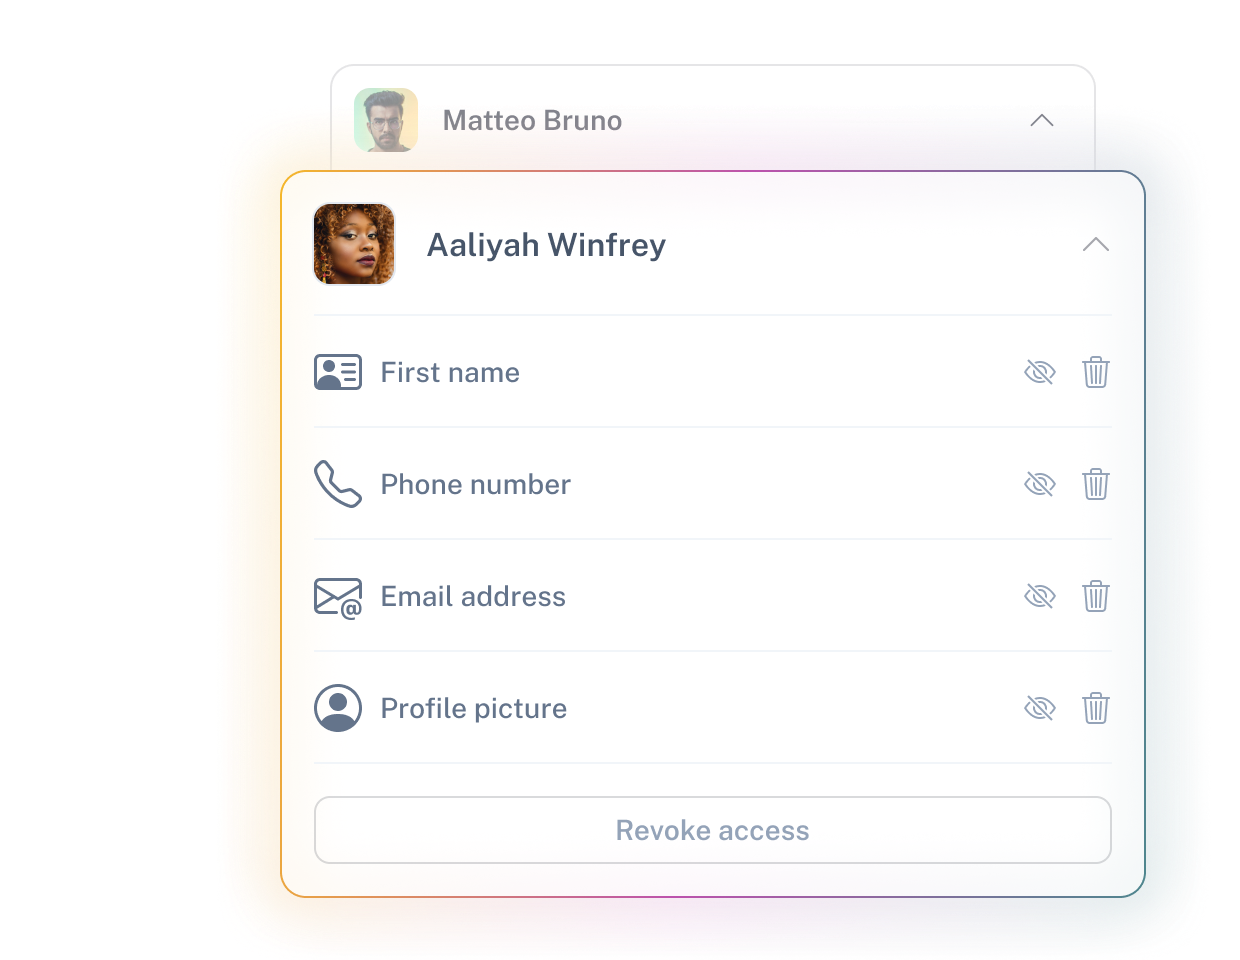 Matteo Bruno
Aaliyah Winfrey
First name
Phone number
Email address
Profile picture
Revoke access